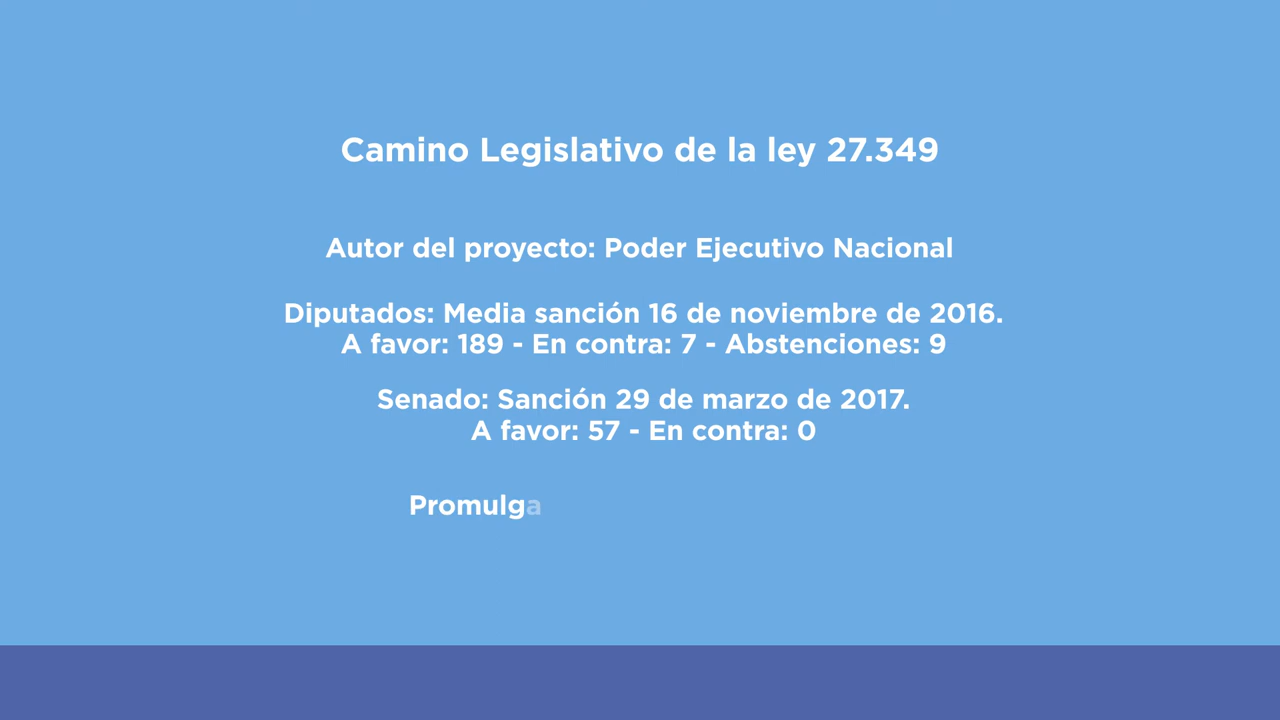 Camino Legislativo de la ley 27.349
Autor del proyecto: Poder Ejecutivo Nacional
Diputados: Media sanción 16 de noviembre de 2016.
A favor: 189 - En contra: 7 - Abstenciones: 9
Senado: Sanción 29 de marzo de 2017.
A favor: 57 - En contra: 0
Promulga